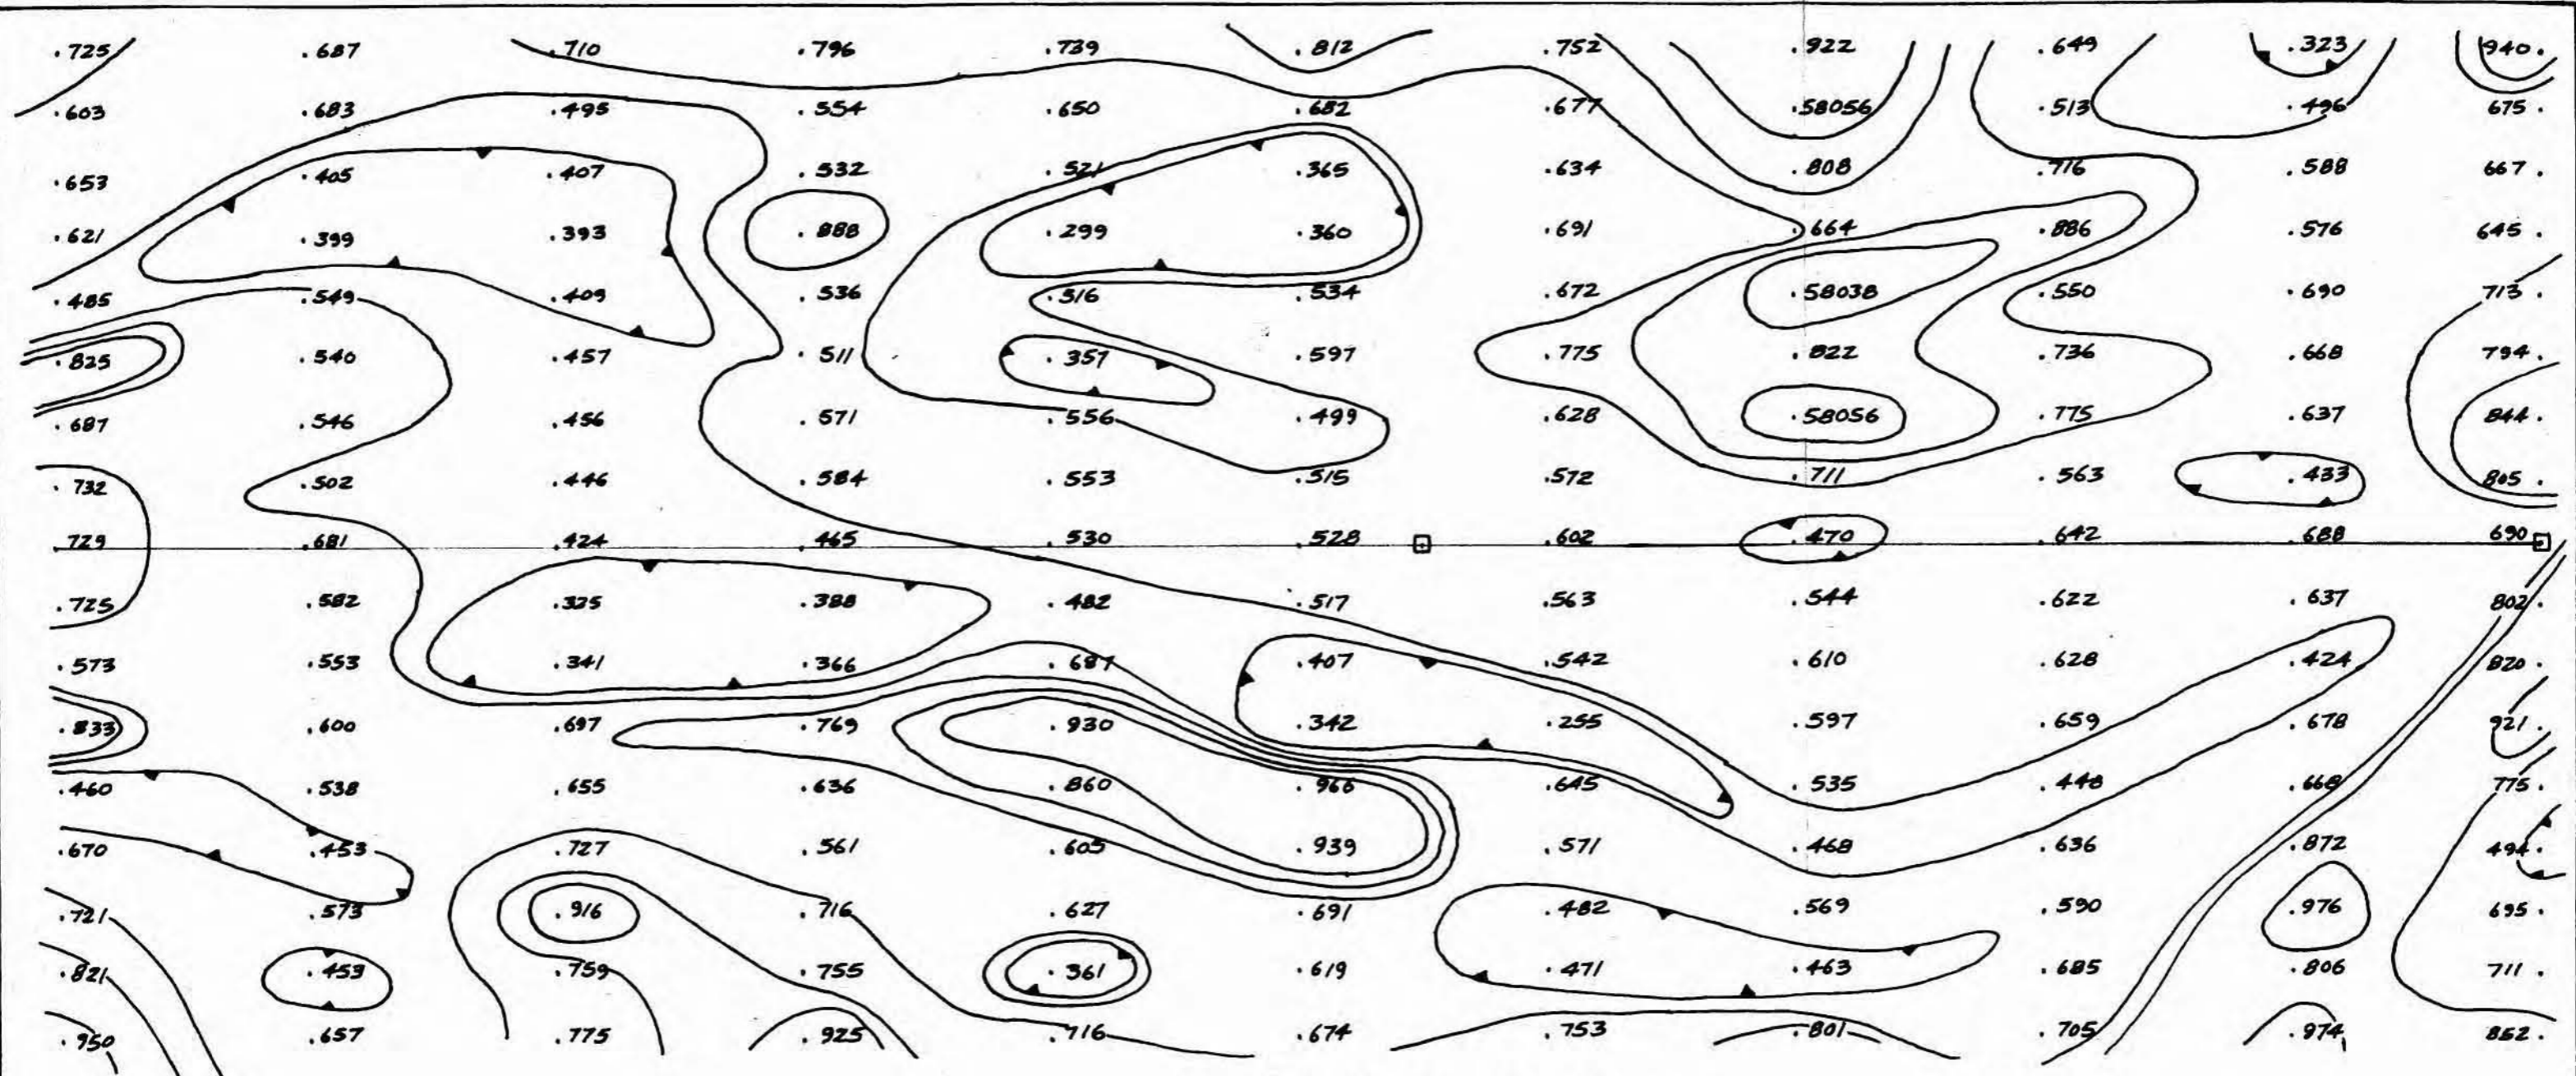 .725 .687 .710 .796 .739 .812 .752 .922 .649 .323 940.
.603 .683 .495 .554 .650 .682 .677 .58056 .513 .496 675.
.653 .405 .407 .532 .521 .365 .634 .808 .716 .588 667.
.621 .399 .393 .888 .299 .360 .691 .664 .886 .576 645.
.485 .549 .409 .536 .516 .534 .672 .58038 .550 .690 713.
.825 .540 .457 .511 .357 .597 .775 .822 .736 .668 794.
.687 .546 .456 .571 .556 .499 .628 .58056 .775 .637 844.
.732 .502 .446 .584 .553 .515 .572 .711 .563 .433 805.
.729 .681 .424 .465 .530 .528 .602 .470 .642 .688 690
.725 .582 .325 .388 .482 .517 .563 .544 .622 .637 802.
.573 .553 .341 .366 .687 .407 .542 .610 .628 .424 820.
.833 .600 .697 .769 .930 .342 .255 .597 .659 .678 921.
.460 .538 .655 .636 .860 .966 .645 .535 .448 .668 775.
.670 .453 .727 .561 .605 .939 .571 .468 .636 .872 494.
.721 .573 .916 .716 .627 .691 .482 .569 .590 .976 695.
.821 .453 .759 .755 .361 .619 .471 .463 .685 .806 711.
.950 .657 .775 .925 .716 .674 .753 .801 .705 .974 852.